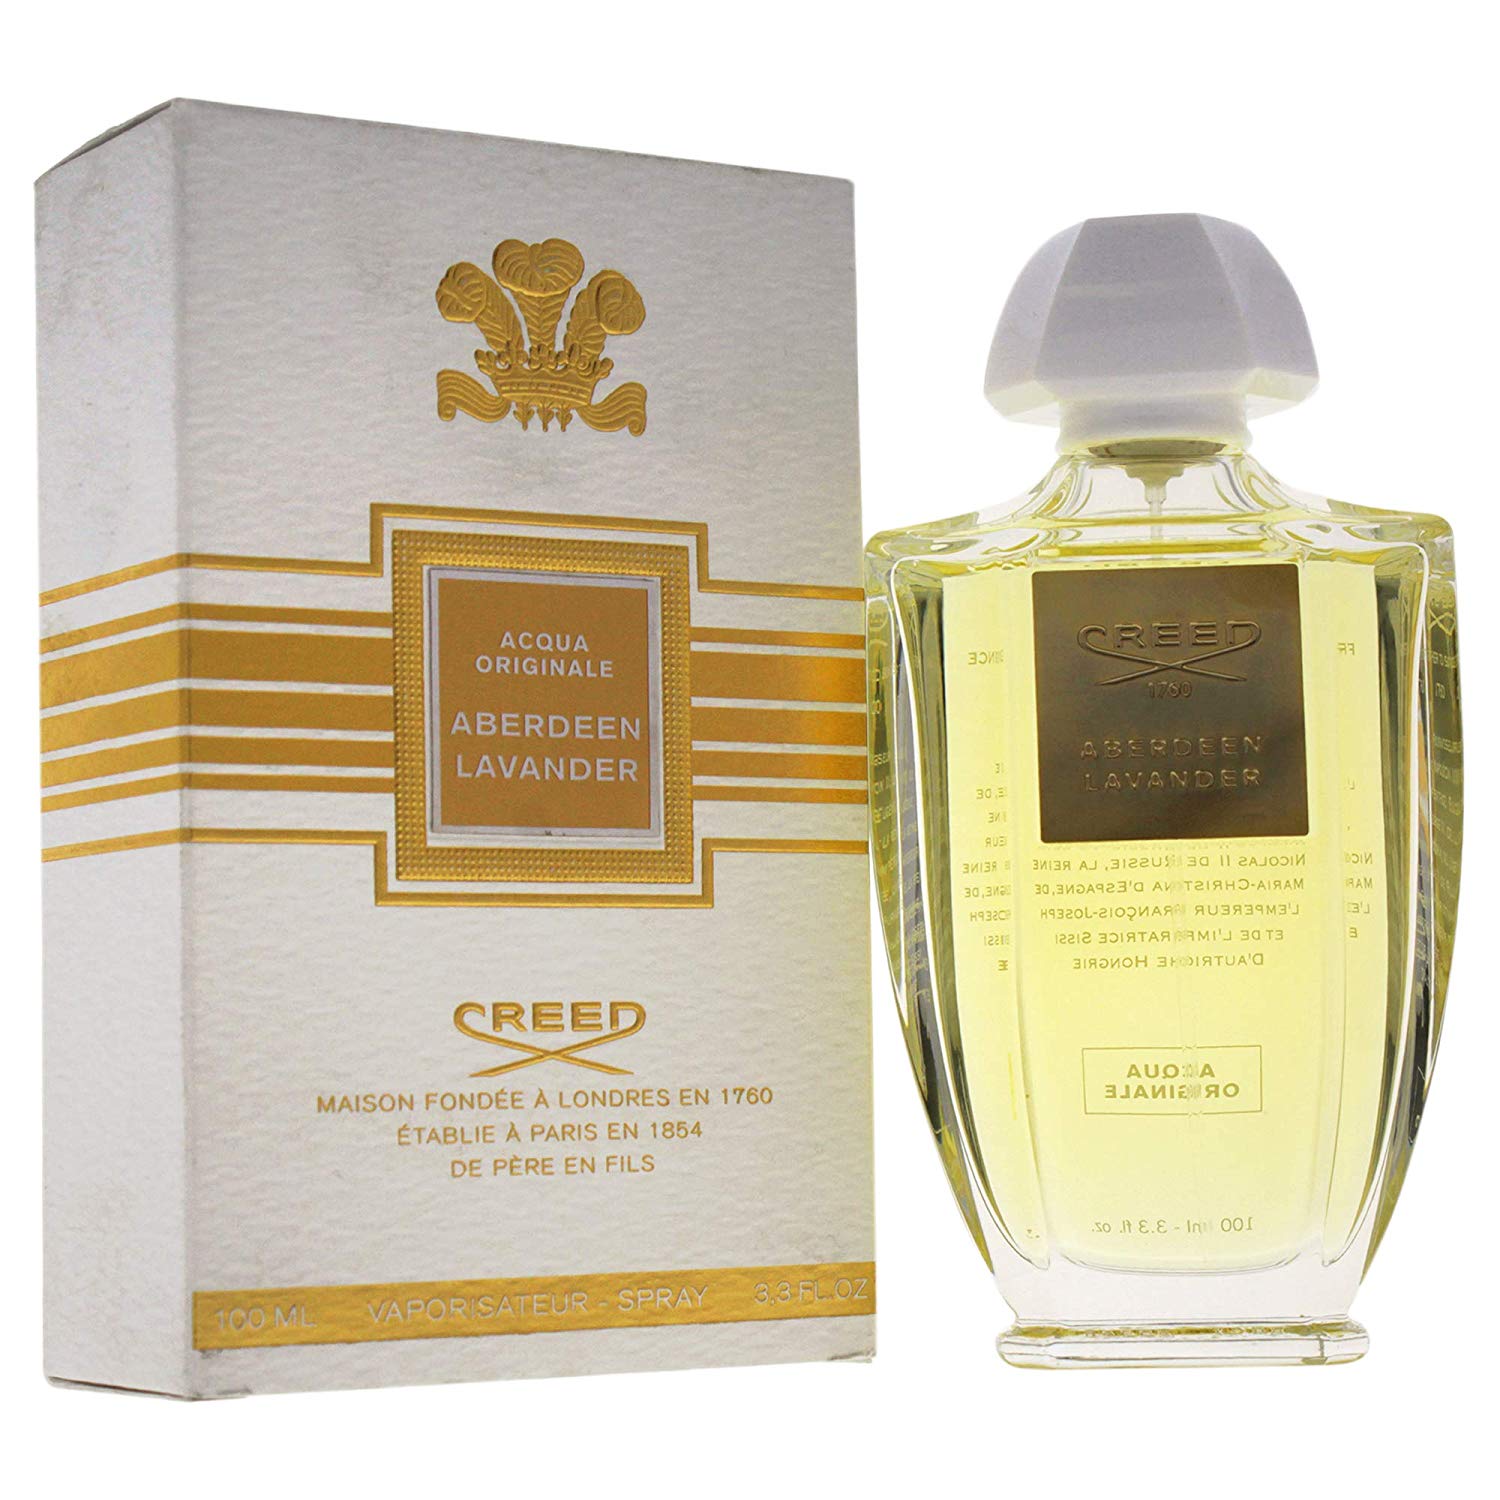 ACQUA
ORIGINALE
ABERDEEN
LAVANDER
CREED
MAISON FONDÉE À LONDRES EN 1760
ÉTABLIE À PARIS EN 1854
DE PÈRE EN FILS
100 ML VAPORISATEUR - SPRAY 3,3 FL.OZ
CREED
1760
ABERDEEN
LAVANDER
NICOLAS II DE RUSSIE, LA REINE
MARIA-CHRISTINA D'ESPAGNE, DE
L'EMPEREUR FRANÇOIS-JOSEPH
ET DE L'IMPÉRATRICE SISSI
D'AUTRICHE HONGRIE
ACQUA
ORIGINALE
100 ml - 3.3 fl. oz.